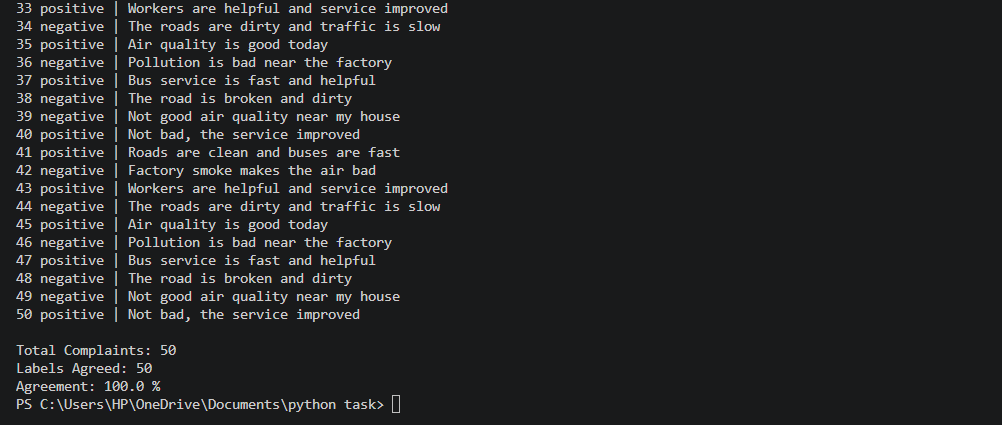 33 positive | Workers are helpful and service improved
34 negative | The roads are dirty and traffic is slow
35 positive | Air quality is good today
36 negative | Pollution is bad near the factory
37 positive | Bus service is fast and helpful
38 negative | The road is broken and dirty
39 negative | Not good air quality near my house
40 positive | Not bad, the service improved
41 positive | Roads are clean and buses are fast
42 negative | Factory smoke makes the air bad
43 positive | Workers are helpful and service improved
44 negative | The roads are dirty and traffic is slow
45 positive | Air quality is good today
46 negative | Pollution is bad near the factory
47 positive | Bus service is fast and helpful
48 negative | The road is broken and dirty
49 negative | Not good air quality near my house
50 positive | Not bad, the service improved
Total Complaints: 50
Labels Agreed: 50
Agreement: 100.0 %
PS C:\Users\HP\OneDrive\Documents\python task>